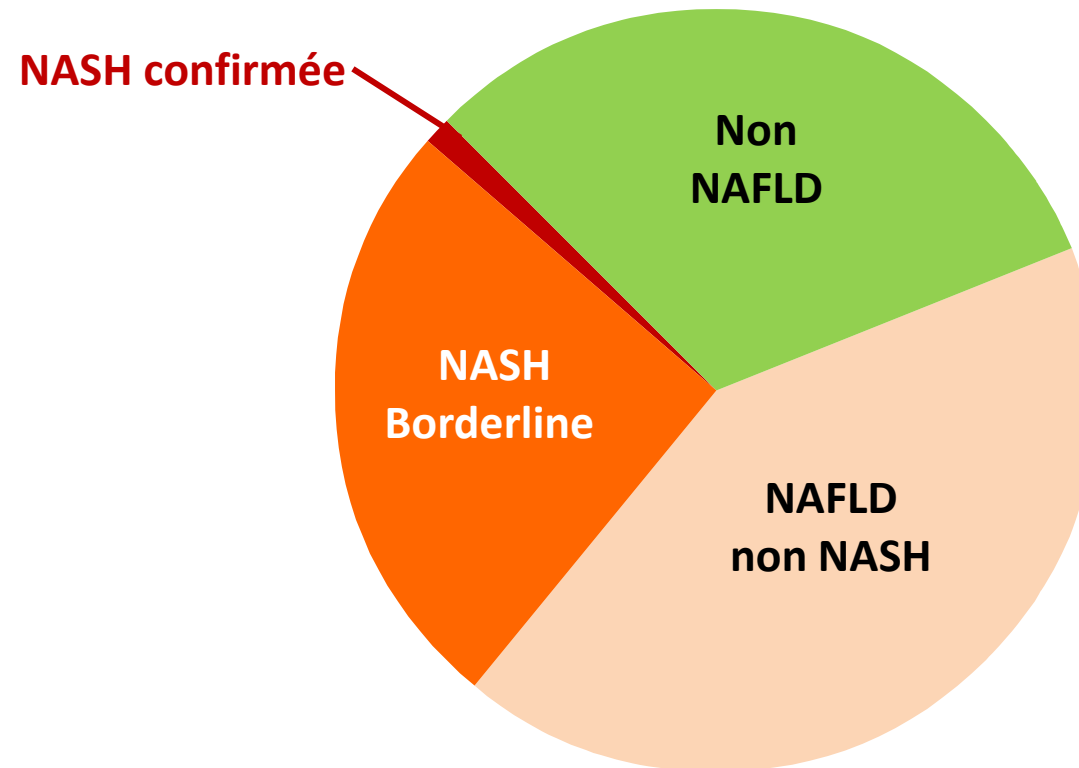 NASH confirmée
Non
NAFLD
NASH
Borderline
NAFLD
non NASH